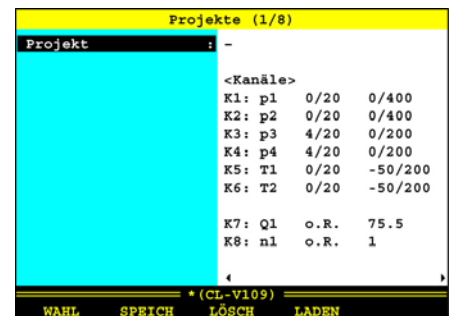 Projekte (1/8)
Projekt : -
<Kanäle>
K1: p1 0/20 0/400
K2: p2 0/20 0/400
K3: p3 4/20 0/200
K4: p4 4/20 0/200
K5: T1 0/20 -50/200
K6: T2 0/20 -50/200
K7: Q1 o.R. 75.5
K8: n1 o.R. 1
*(CL-V109)
WAHL SPEICH LÖSCH LADEN